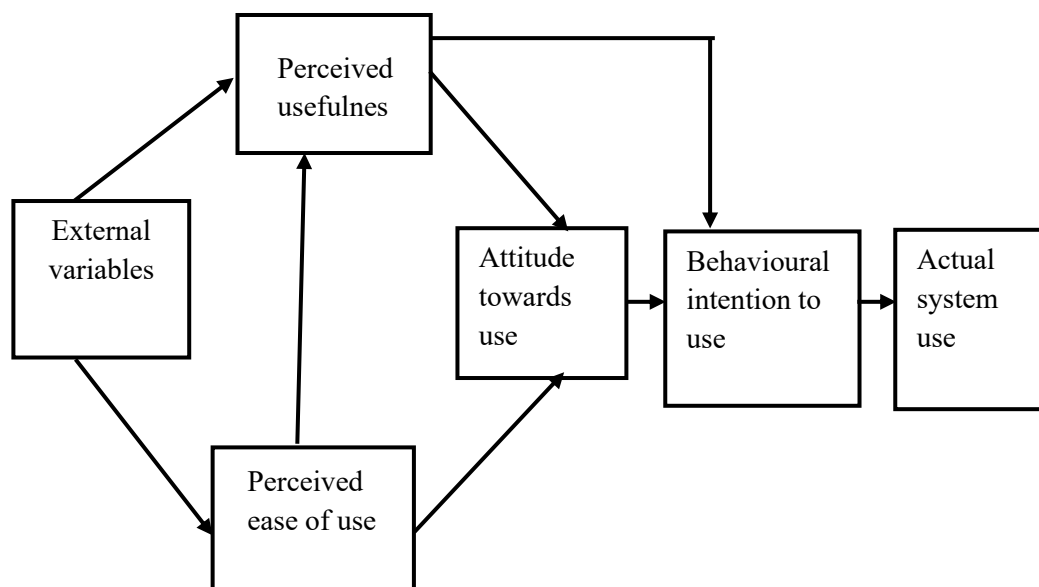 Perceived
usefulnes
External
variables
Attitude
towards
use
Behavioural
intention to
use
Actual
system
use
Perceived
ease of use